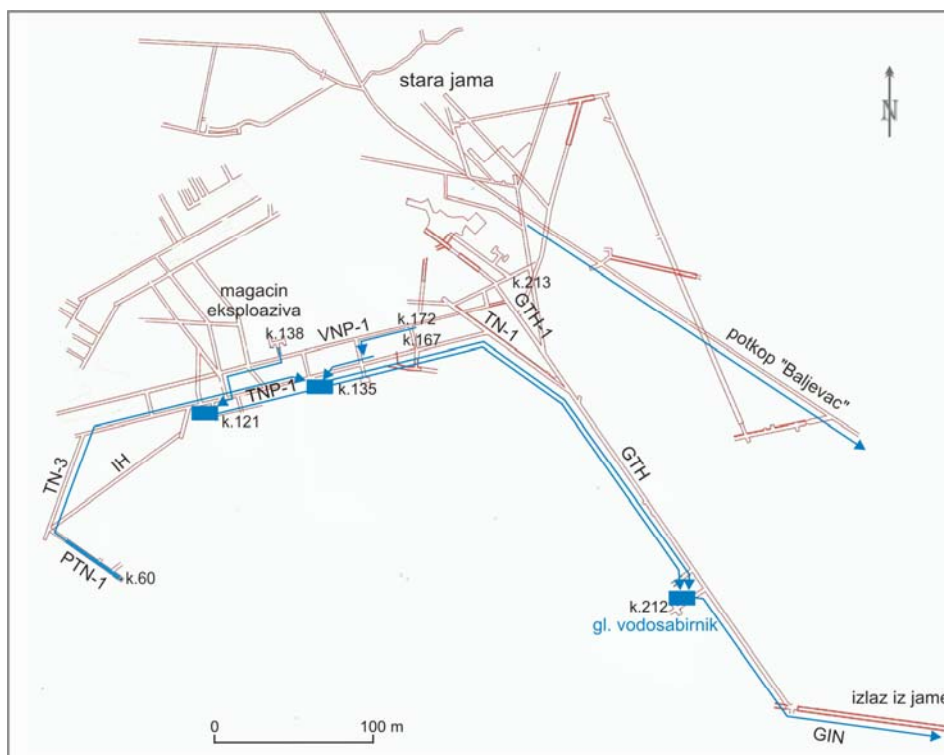 stara jama
N
magacin
eksploaziva
k.138
VNP-1
k.172
k.213
GTH-1
TN-1
k.167
potkop "Baljevac"
TNP-1
k.135
k.121
TN-3
IH
GTH
PTN-1
k.60
k.212
gl. vodosabirnik
izlaz iz jame
GIN
0
100 m